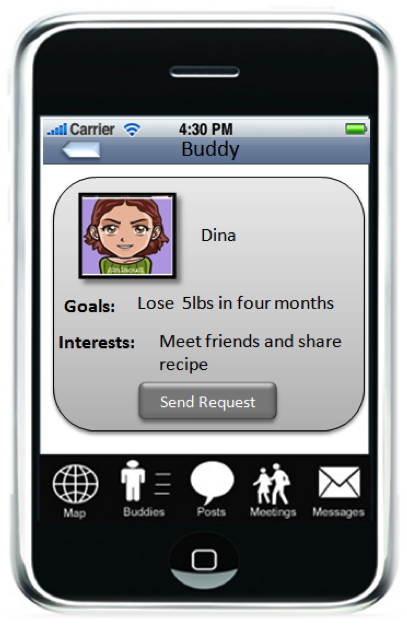 Carrier 4:30 PM
Buddy
Dina
Goals: Lose 5lbs in four months
Interests: Meet friends and share
recipe
Send Request
Map Buddies Posts Meetings Messages